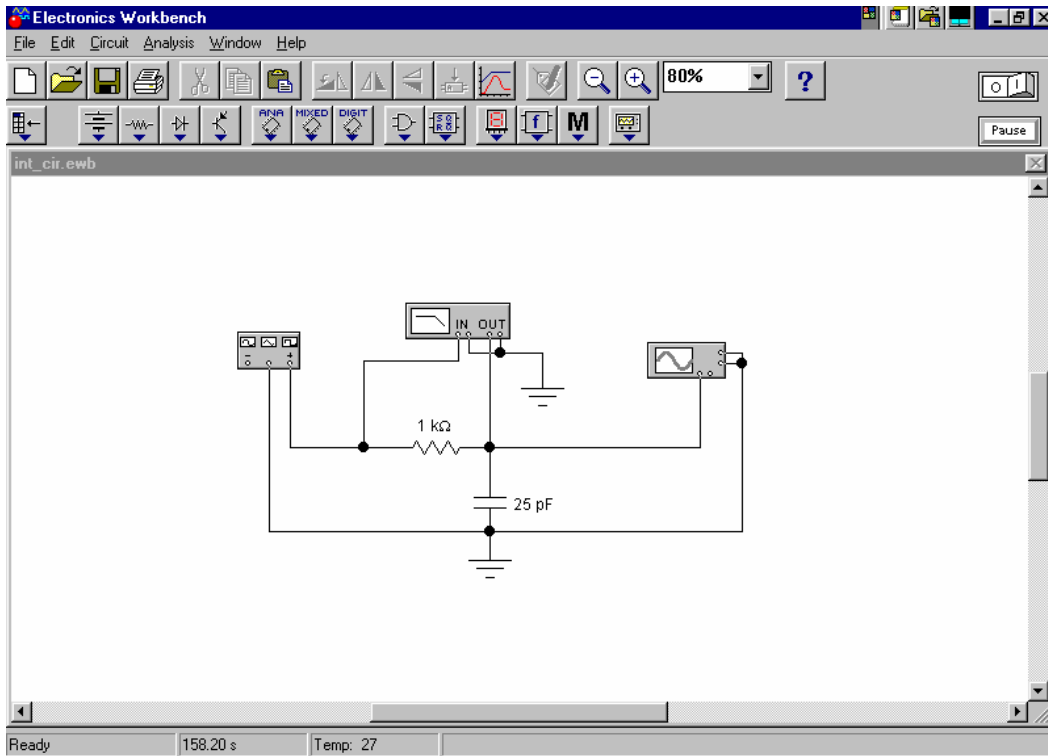 Electronics Workbench
File Edit Circuit Analysis Window Help
80% ?
O I
ANA MIXED DIGIT f M
Pause
int_cir.ewb
IN OUT
- +
1 kΩ
25 pF
Ready 158.20 s Temp: 27